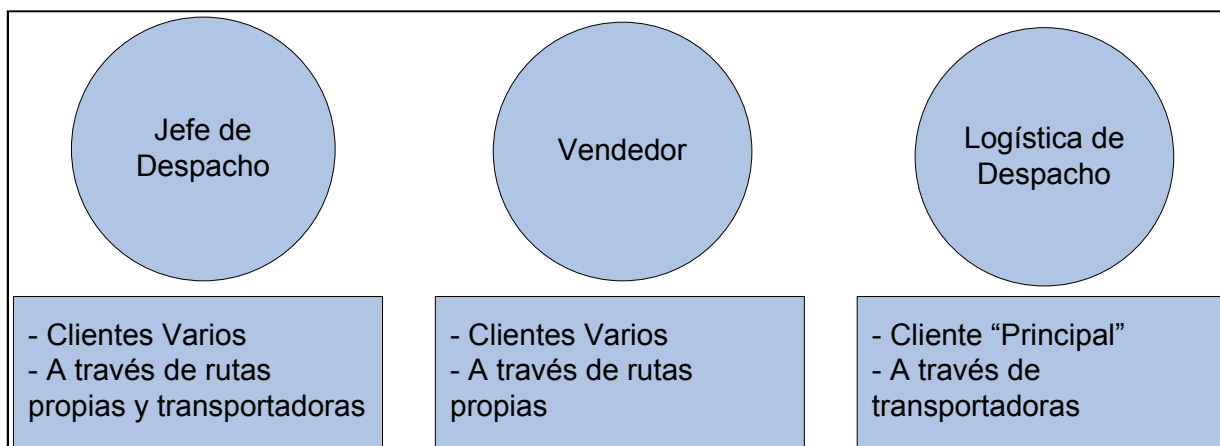 Jefe de
Despacho
Vendedor
Logística de
Despacho
- Clientes Varios
- A través de rutas
propias y transportadoras
- Clientes Varios
- A través de rutas
propias
- Cliente “Principal”
- A través de
transportadoras